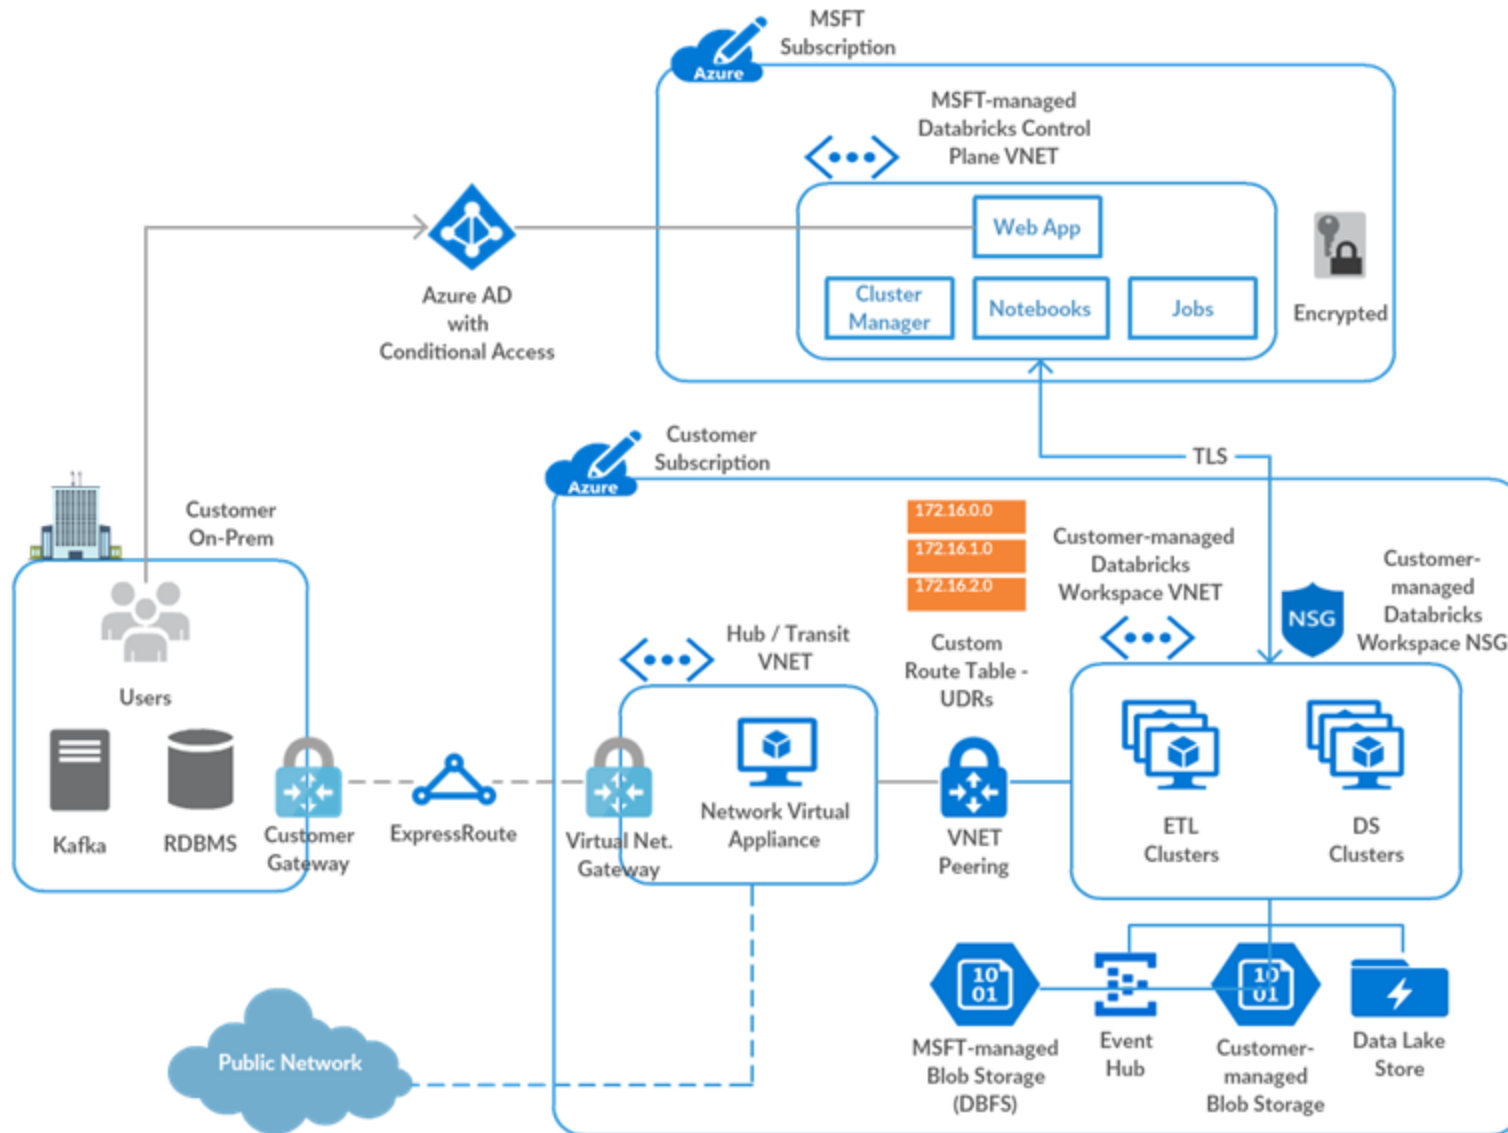 MSFT
Subscription
Azure
MSFT-managed
Databricks Control
Plane VNET
Web App
Cluster
Manager
Notebooks
Jobs
Encrypted
Azure AD
with
Conditional Access
Customer
Subscription
Azure
TLS
Customer
On-Prem
172.16.0.0
172.16.1.0
172.16.2.0
Customer-managed
Databricks
Workspace VNET
NSG
Customer-
managed
Databricks
Workspace NSG
Users
Hub / Transit
VNET
Custom
Route Table -
UDRs
Kafka
RDBMS
Customer
Gateway
ExpressRoute
Virtual Net.
Gateway
Network Virtual
Appliance
VNET
Peering
ETL
Clusters
DS
Clusters
10
01
10
01
MSFT-managed
Blob Storage
(DBFS)
Event
Hub
Customer-
managed
Blob Storage
Data Lake
Store
Public Network